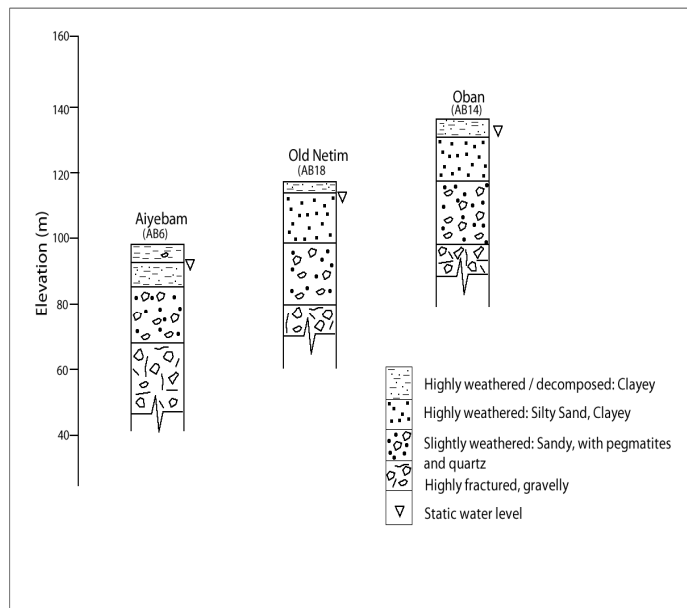 160
140
120
100
80
60
40
Elevation (m)
Aiyebam
(AB6)
Old Netim
(AB18
Oban
(AB14)
Highly weathered / decomposed: Clayey
Highly weathered: Silty Sand, Clayey
Slightly weathered: Sandy, with pegmatites
and quartz
Highly fractured, gravelly
Static water level